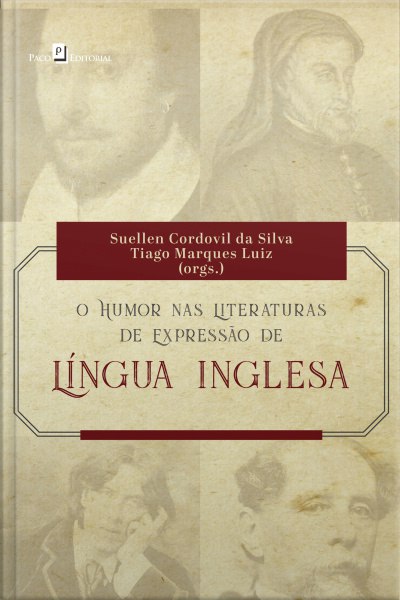 PACO EDITORIAL
Suellen Cordovil da Silva
Tiago Marques Luiz
(orgs.)
O HUMOR NAS LITERATURAS
DE EXPRESSÃO DE
LÍNGUA INGLESA